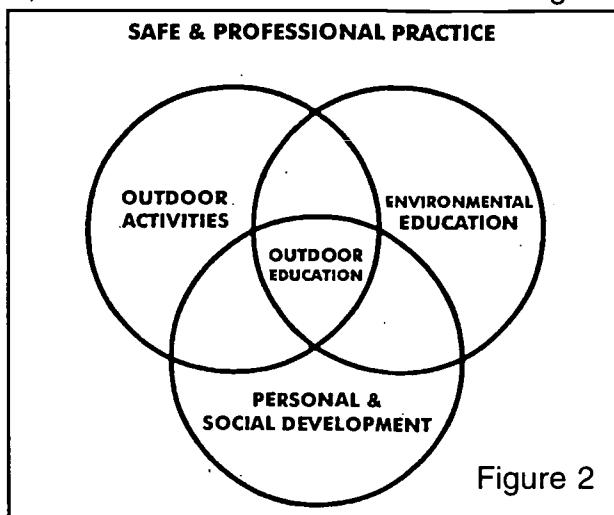 SAFE & PROFESSIONAL PRACTICE
OUTDOOR
ACTIVITIES
ENVIRONMENTAL
EDUCATION
OUTDOOR
EDUCATION
PERSONAL &
SOCIAL DEVELOPMENT
Figure 2